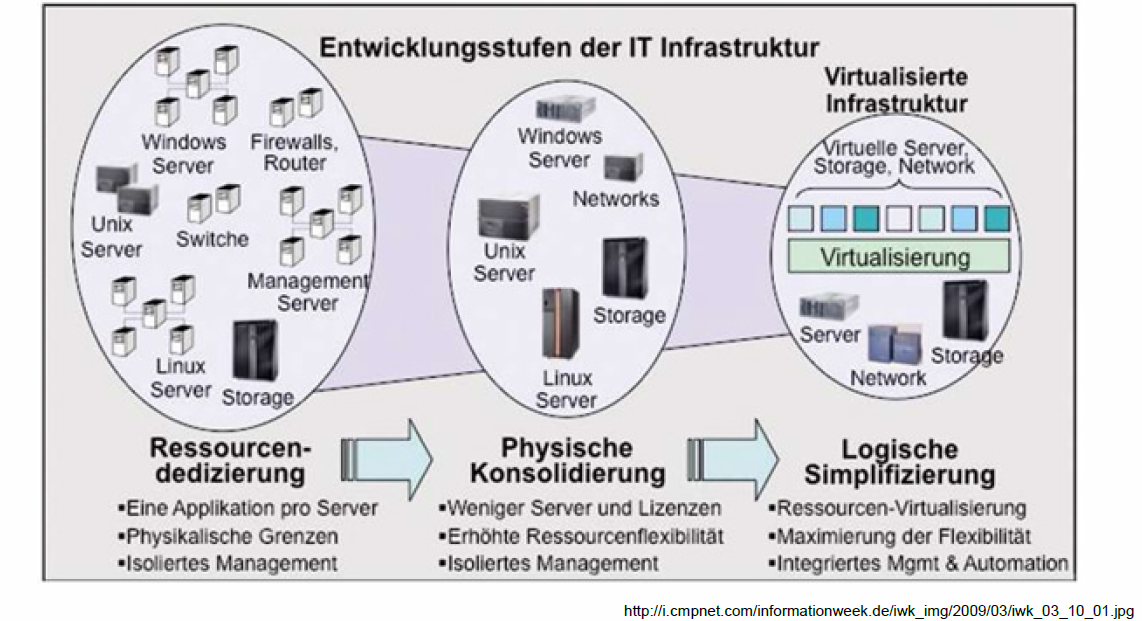 Entwicklungsstufen der IT Infrastruktur
Windows
Server
Firewalls,
Router
Unix
Server
Switche
Management
Server
Linux
Server
Storage
Windows
Server
Networks
Unix
Server
Storage
Linux
Server
Virtualisierte
Infrastruktur
Virtuelle Server,
Storage, Network
Virtualisierung
Server
Network
Storage
Ressourcen-
dedizierung
▪Eine Applikation pro Server
▪Physikalische Grenzen
▪Isoliertes Management
Physische
Konsolidierung
▪Weniger Server und Lizenzen
▪Erhöhte Ressourcenflexibilität
▪Isoliertes Management
Logische
Simplifizierung
▪Ressourcen-Virtualisierung
▪Maximierung der Flexibilität
▪Integriertes Mgmt & Automation
http://i.cmpnet.com/informationweek.de/iwk_img/2009/03/iwk_03_10_01.jpg